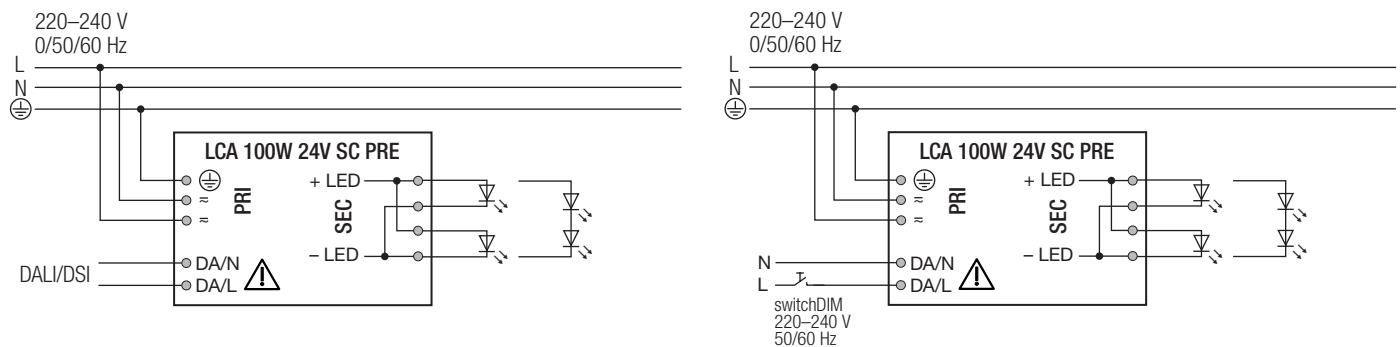 220–240 V
0/50/60 Hz
L
N
LCA 100W 24V SC PRE
+ LED
PRI
SEC
≂
≂
– LED
DALI/DSI
DA/N
DA/L
220–240 V
0/50/60 Hz
L
N
LCA 100W 24V SC PRE
+ LED
PRI
SEC
≂
≂
– LED
N
DA/N
L
DA/L
switchDIM
220–240 V
50/60 Hz